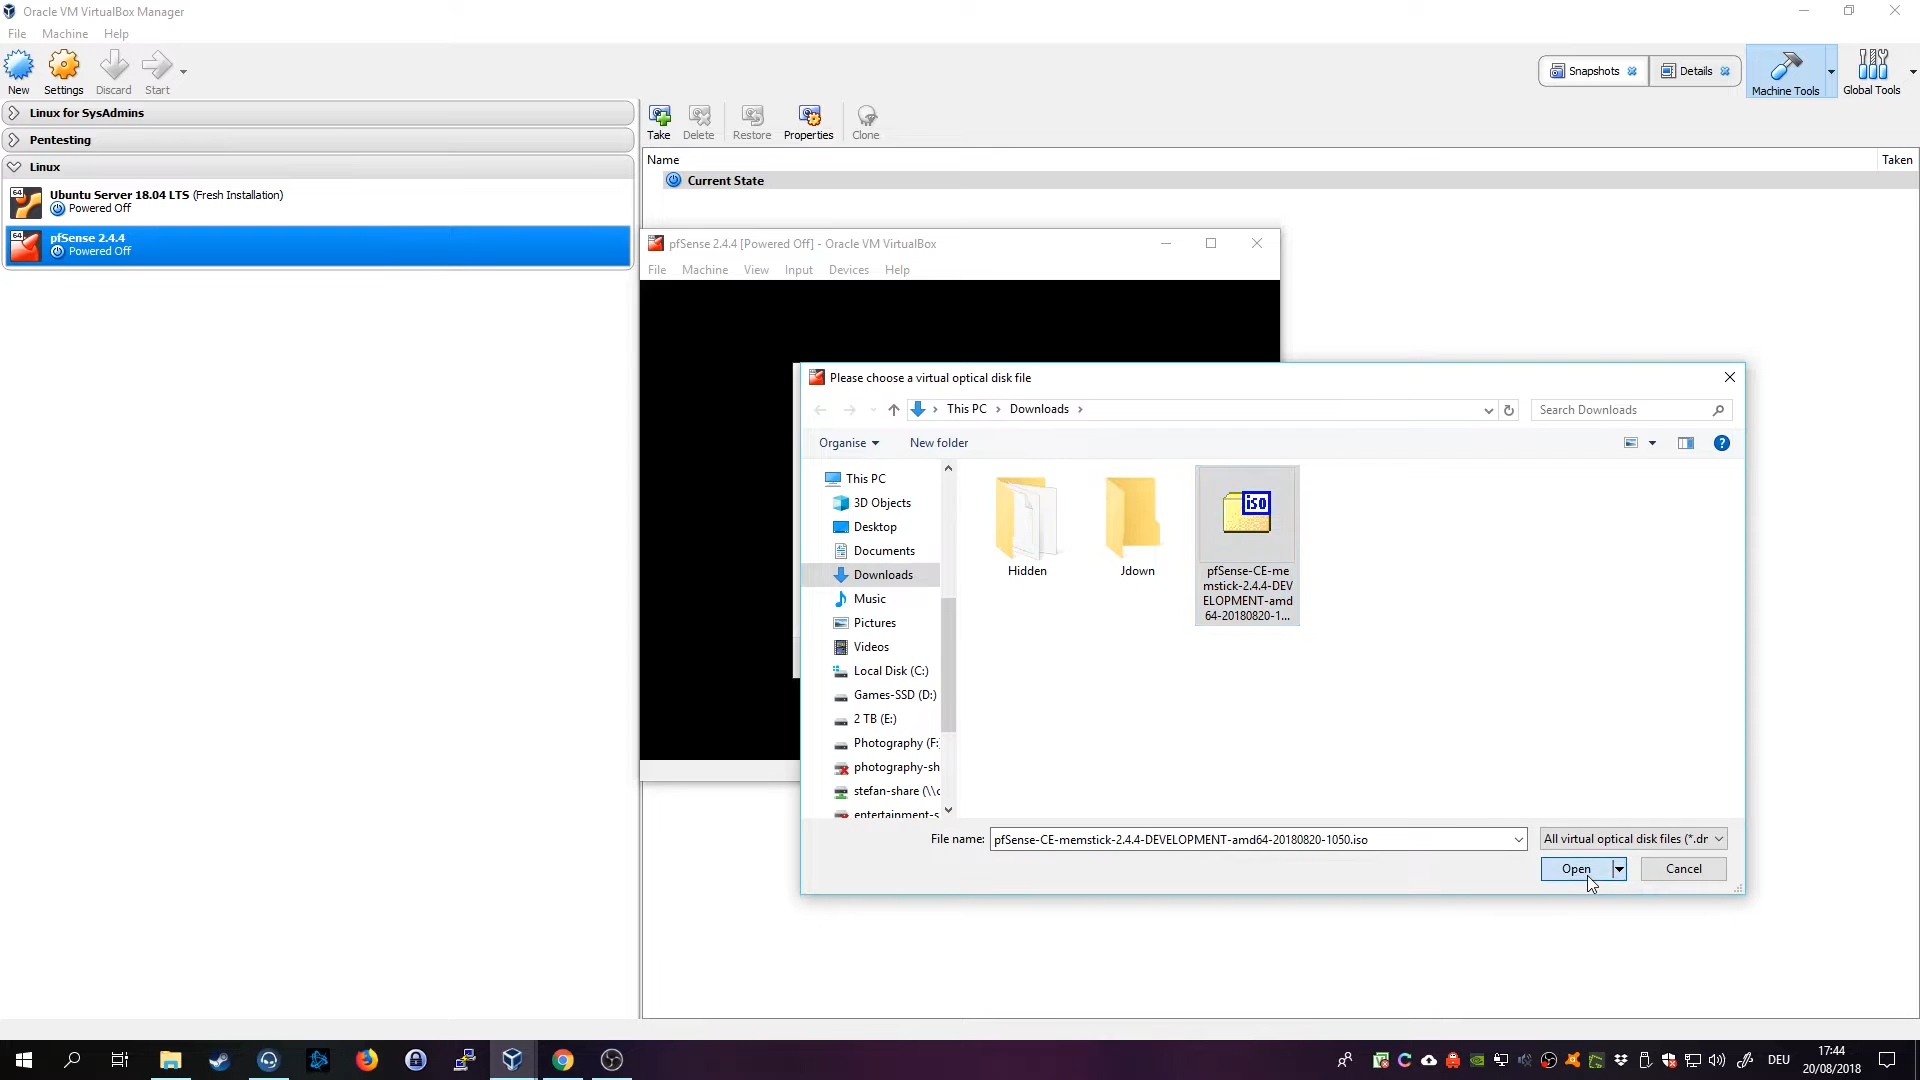 Oracle VM VirtualBox Manager
File Machine Help
New Settings Discard Start
Snapshots Details Machine Tools Global Tools
Linux for SysAdmins
Pentesting
Linux
Ubuntu Server 18.04 LTS (Fresh Installation)
Powered Off
pfSense 2.4.4
Powered Off
Take Delete Restore Properties Clone
Name Taken
Current State
pfSense 2.4.4 [Powered Off] - Oracle VM VirtualBox
File Machine View Input Devices Help
Please choose a virtual optical disk file
This PC > Downloads >
Search Downloads
Organise New folder
This PC
3D Objects
Desktop
Documents
Downloads
Music
Pictures
Videos
Local Disk (C:)
Games-SSD (D:)
2 TB (E:)
Photography (F:
photography-sh
stefan-share (\\c
entertainment-s
Hidden
Jdown
iso
pfSense-CE-me
mstick-2.4.4-DEV
ELOPMENT-amd
64-20180820-1...
File name: pfSense-CE-memstick-2.4.4-DEVELOPMENT-amd64-20180820-1050.iso
All virtual optical disk files (*.dr
Open Cancel
DEU
17:44
20/08/2018